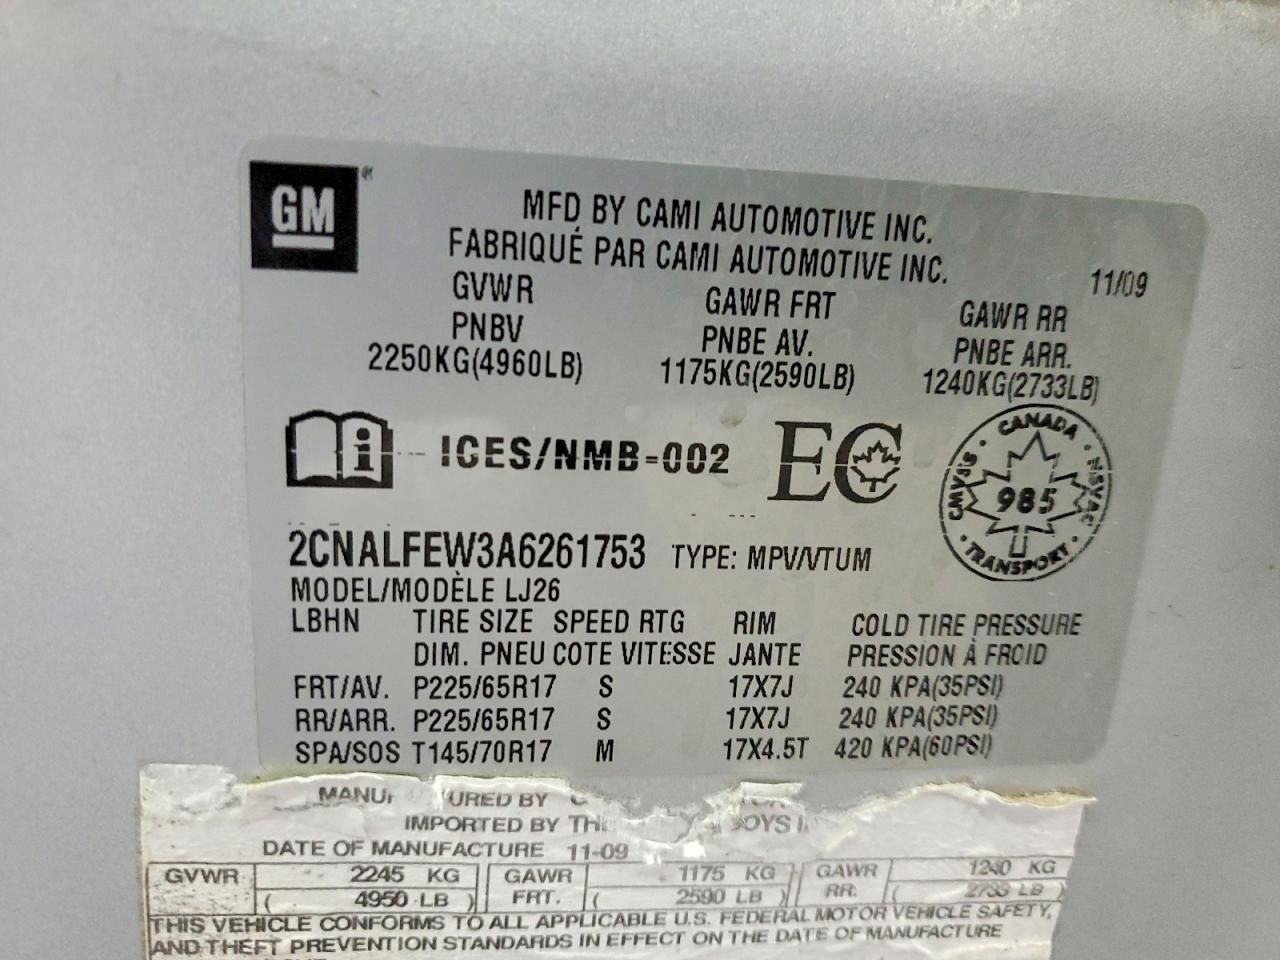 GM
MFD BY CAMI AUTOMOTIVE INC.
FABRIQUÉ PAR CAMI AUTOMOTIVE INC.
11/09
GVWR GAWR FRT GAWR RR
PNBV PNBE AV. PNBE ARR.
2250KG(4960LB) 1175KG(2590LB) 1240KG(2733LB)
ICES/NMB-002 EC
CANADA
CMVSS NSVAC
985
TRANSPORT
2CNALFEW3A6261753 TYPE: MPV/VTUM
MODEL/MODÈLE LJ26
LBHN TIRE SIZE SPEED RTG RIM COLD TIRE PRESSURE
DIM. PNEU COTE VITESSE JANTE PRESSION À FROID
FRT/AV. P225/65R17 S 17X7J 240 KPA(35PSI)
RR/ARR. P225/65R17 S 17X7J 240 KPA(35PSI)
SPA/SOS T145/70R17 M 17X4.5T 420 KPA(60PSI)
URED BY
IMPORTED BY
DATE OF MANUFACTURE 11-09
GVWR 2245 KG GAWR 1175 KG GAWR 1240 KG
( 4950 LB ) FRT. ( 2590 LB ) RR. ( 2733 LB )
THIS VEHICLE CONFORMS TO ALL APPLICABLE U.S. FEDERAL MOTOR VEHICLE SAFETY,
AND THEFT PREVENTION STANDARDS IN EFFECT ON THE DATE OF MANUFACTURE